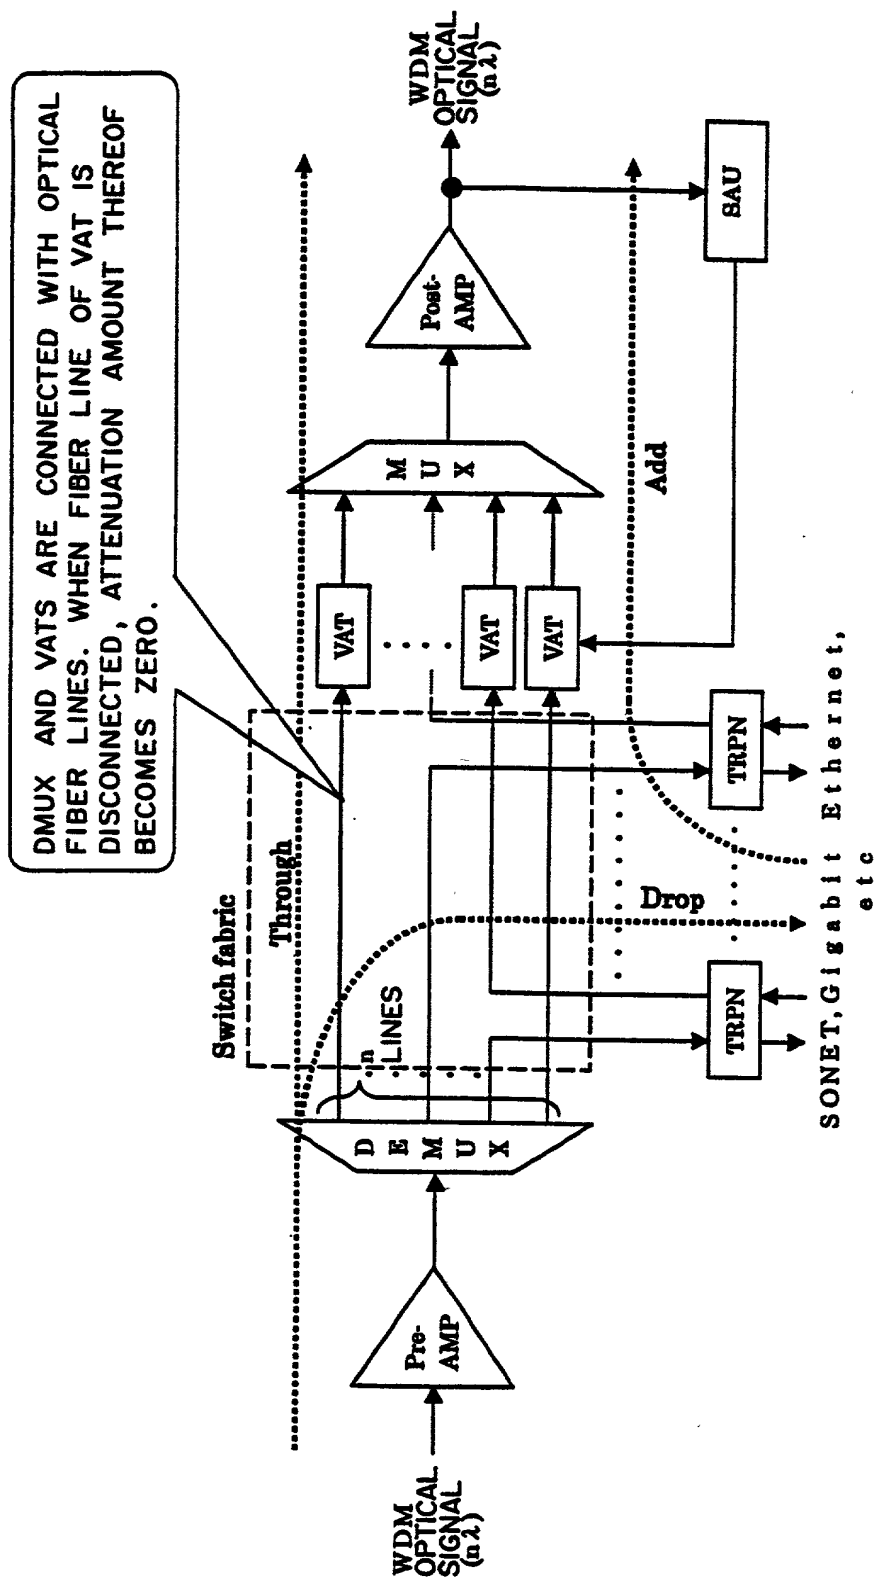 DMUX AND VATS ARE CONNECTED WITH OPTICAL
FIBER LINES. WHEN FIBER LINE OF VAT IS
DISCONNECTED, ATTENUATION AMOUNT THEREOF
BECOMES ZERO.
Switch fabric
Through
WDM
OPTICAL
SIGNAL
(nλ)
Pre-
AMP
DEMUX
n
LINES
VAT
VAT
VAT
MUX
Post-
AMP
WDM
OPTICAL
SIGNAL
(nλ)
Drop
Add
TRPN
TRPN
SAU
SONET, Gigabit Ethernet,
etc